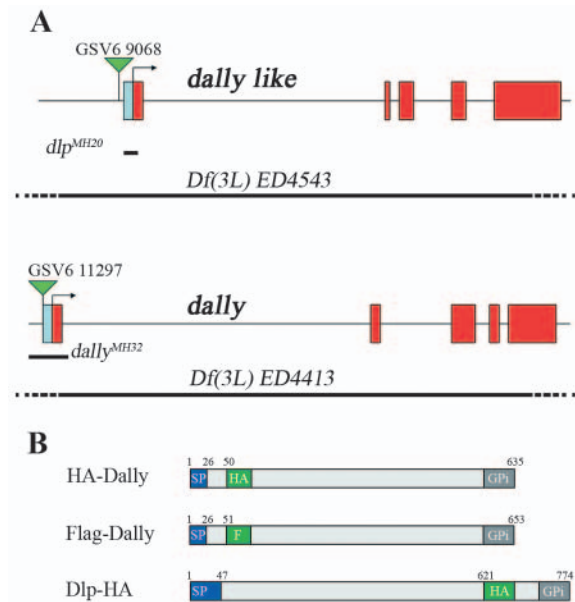 A
GSV6 9068
dally like
dlp^MH20
Df(3L) ED4543
GSV6 11297
dally
dally^MH32
Df(3L) ED4413
B
1 26 50 635
HA-Dally SP HA GPi
1 26 51 653
Flag-Dally SP F GPi
1 47 621 774
Dlp-HA SP HA GPi